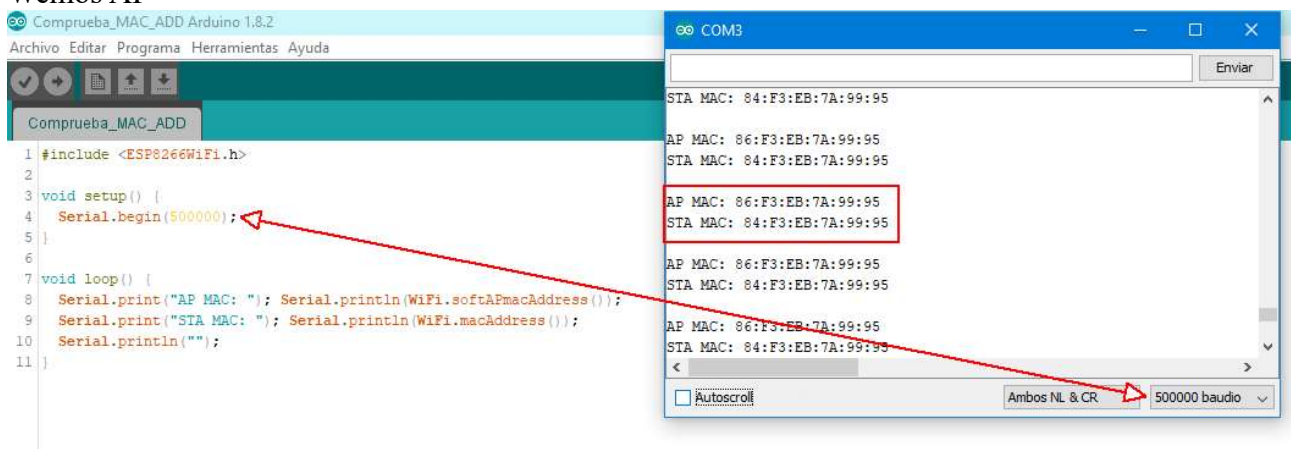 Wemos AP
Comprueba_MAC_ADD Arduino 1.8.2
Archivo Editar Programa Herramientas Ayuda
Comprueba_MAC_ADD
1 #include <ESP8266WiFi.h>
2
3 void setup() {
4 Serial.begin(500000);
5 }
6
7 void loop() {
8 Serial.print("AP MAC: "); Serial.println(WiFi.softAPmacAddress());
9 Serial.print("STA MAC: "); Serial.println(WiFi.macAddress());
10 Serial.println("");
11 }
COM3
Enviar
STA MAC: 84:F3:EB:7A:99:95
AP MAC: 86:F3:EB:7A:99:95
STA MAC: 84:F3:EB:7A:99:95
AP MAC: 86:F3:EB:7A:99:95
STA MAC: 84:F3:EB:7A:99:95
AP MAC: 86:F3:EB:7A:99:95
STA MAC: 84:F3:EB:7A:99:95
AP MAC: 86:F3:EB:7A:99:95
STA MAC: 84:F3:EB:7A:99:95
Autoscroll
Ambos NL & CR
500000 baudio